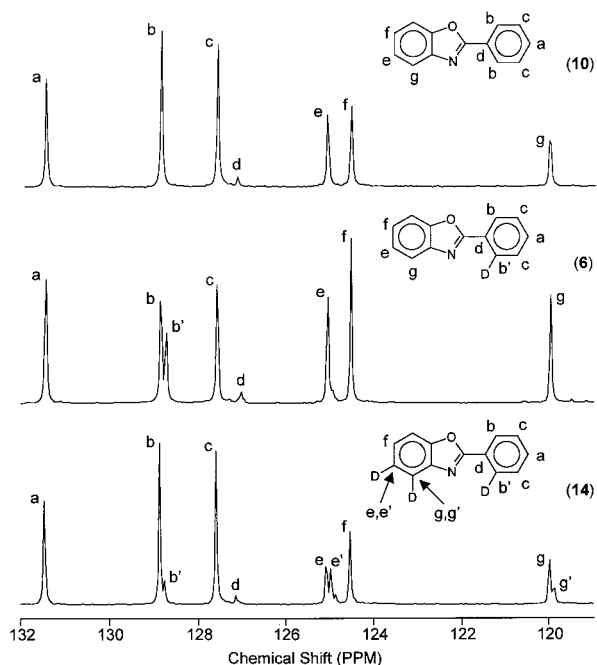 a b c d e f g
f e g O N d b c a b c (10)
a b b' c d e f g
f e g O N d b c a c b' D (6)
a b b' c d e e' f g g'
f D D e,e' g,g' O N d b c a c b' D (14)
132 130 128 126 124 122 120
Chemical Shift (PPM)